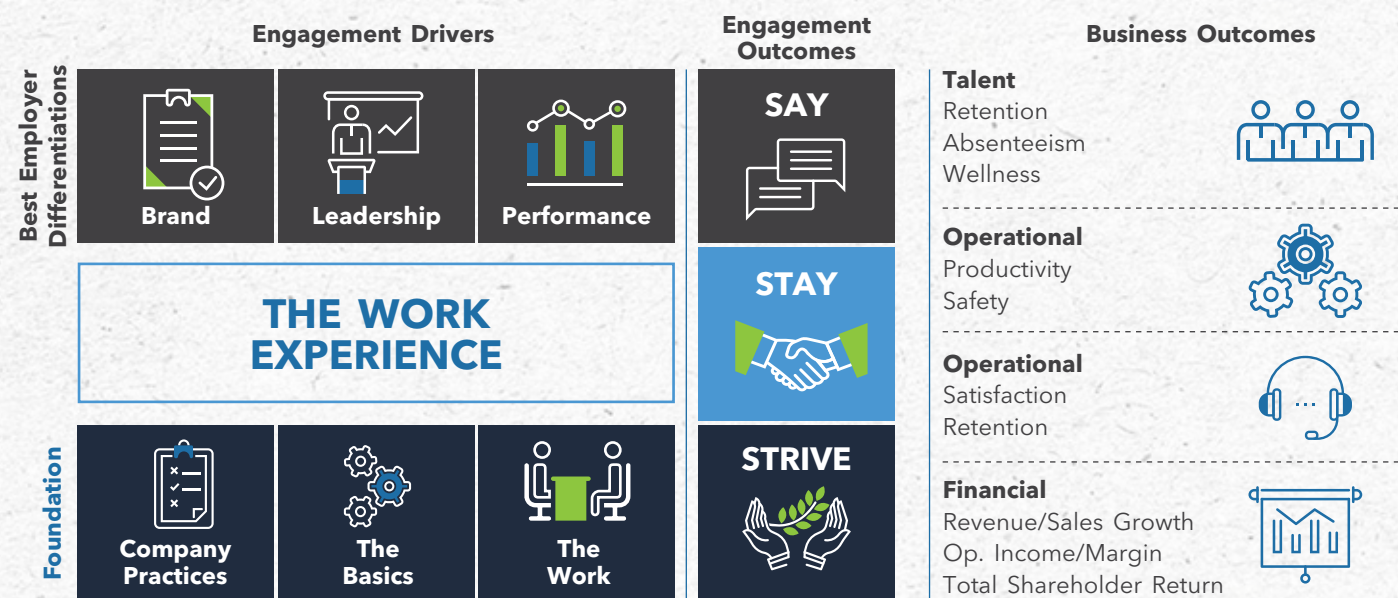 Engagement Drivers
Engagement
Outcomes
Business Outcomes
Best Employer
Differentiations
Brand
Leadership
Performance
THE WORK
EXPERIENCE
Foundation
Company
Practices
The
Basics
The
Work
SAY
STAY
STRIVE
Talent
Retention
Absenteeism
Wellness
Operational
Productivity
Safety
Operational
Satisfaction
Retention
Financial
Revenue/Sales Growth
Op. Income/Margin
Total Shareholder Return